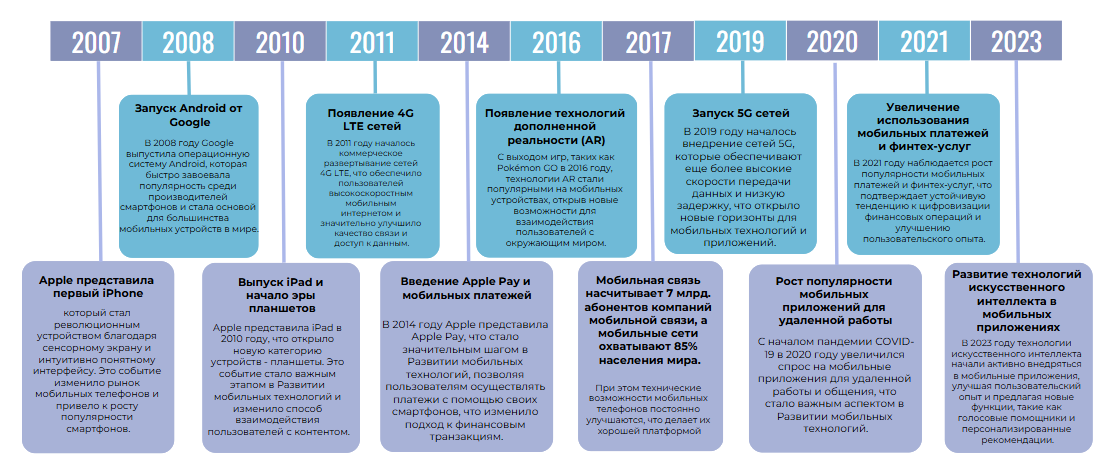 2007
2008
2010
2011
2014
2016
2017
2019
2020
2021
2023
Запуск Android от
Google
В 2008 году Google
выпустила операционную
систему Android, которая
быстро завоевала
популярность среди
производителей
смартфонов и стала основой
для большинства
мобильных устройств в мире.
Появление 4G
LTE сетей
В 2011 году началось
коммерческое
развертывание сетей
4G LTE, что обеспечило
пользователей
высокоскоростным
мобильным
интернетом и
значительно улучшило
качество связи и
доступ к данным.
Появление технологий
дополненной
реальности (AR)
С выходом игр, таких как
Pokémon GO в 2016 году,
технологии AR стали
популярными на мобильных
устройствах, открыв новые
возможности для
взаимодействия
пользователей с
окружающим миром.
Запуск 5G сетей
В 2019 году началось
внедрение сетей 5G,
которые обеспечивают
еще более высокие
скорости передачи
данных и низкую
задержку, что открыло
новые горизонты для
мобильных технологий и
приложений.
Увеличение
использования
мобильных платежей
и финтех-услуг
В 2021 году наблюдается рост
популярности мобильных
платежей и финтех-услуг, что
подтверждает устойчивую
тенденцию к цифровизации
финансовых операций и
улучшению
пользовательского опыта.
Apple представила
первый iPhone
который стал
революционным
устройством благодаря
сенсорному экрану и
интуитивно понятному
интерфейсу. Это событие
изменило рынок
мобильных телефонов и
привело к росту
популярности
смартфонов.
Выпуск iPad и
начало эры
планшетов
Apple представила iPad в
2010 году, что открыло
новую категорию
устройств - планшеты. Это
событие стало важным
этапом в Развитии
мобильных технологий и
изменило способ
взаимодействия
пользователей с контентом.
Введение Apple Pay и
мобильных платежей
В 2014 году Apple представила
Apple Pay, что стало
значительным шагом в
Развитии мобильных
технологий, позволяя
пользователям осуществлять
платежи с помощью своих
смартфонов, что изменило
подход к финансовым
транзакциям.
Мобильная связь
насчитывает 7 млрд.
абонентов компаний
мобильной связи, а
мобильные сети
охватывают 85%
населения мира.
При этом технические
возможности мобильных
телефонов постоянно
улучшаются, что делает их
их хорошей платформой
Рост популярности
мобильных
приложений для
удаленной работы
С началом пандемии COVID-
19 в 2020 году увеличился
спрос на мобильные
приложения для удаленной
работы и общения, что
стало важным аспектом в
Развитии мобильных
технологий.
Развитие технологий
искусственного
интеллекта в
мобильных
приложениях
В 2023 году технологии
искусственного интеллекта
начали активно внедряться
в мобильные приложения,
улучшая пользовательский
опыт и предлагая новые
функции, такие как
голосовые помощники и
персонализированные
рекомендации.